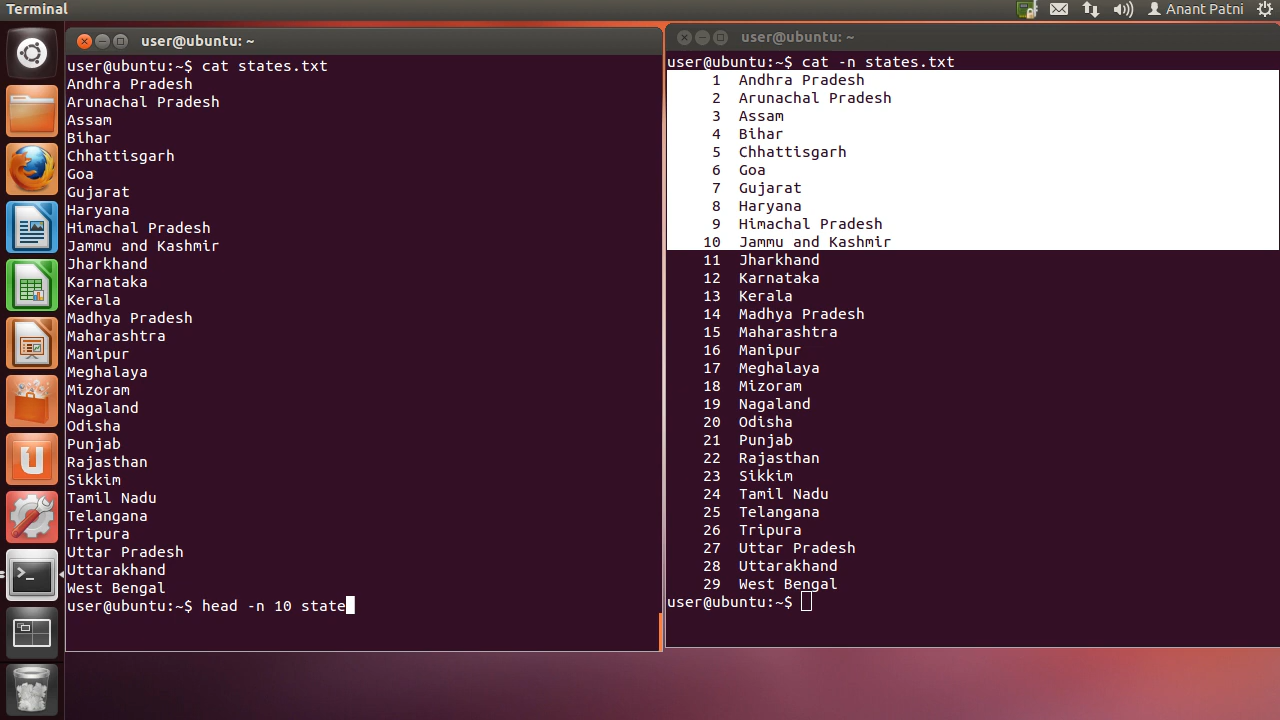 Terminal
Anant Patni
user@ubuntu: ~
user@ubuntu:~$ cat states.txt
Andhra Pradesh
Arunachal Pradesh
Assam
Bihar
Chhattisgarh
Goa
Gujarat
Haryana
Himachal Pradesh
Jammu and Kashmir
Jharkhand
Karnataka
Kerala
Madhya Pradesh
Maharashtra
Manipur
Meghalaya
Mizoram
Nagaland
Odisha
Punjab
Rajasthan
Sikkim
Tamil Nadu
Telangana
Tripura
Uttar Pradesh
Uttarakhand
West Bengal
user@ubuntu:~$ head -n 10 state
user@ubuntu: ~
user@ubuntu:~$ cat -n states.txt
1 Andhra Pradesh
2 Arunachal Pradesh
3 Assam
4 Bihar
5 Chhattisgarh
6 Goa
7 Gujarat
8 Haryana
9 Himachal Pradesh
10 Jammu and Kashmir
11 Jharkhand
12 Karnataka
13 Kerala
14 Madhya Pradesh
15 Maharashtra
16 Manipur
17 Meghalaya
18 Mizoram
19 Nagaland
20 Odisha
21 Punjab
22 Rajasthan
23 Sikkim
24 Tamil Nadu
25 Telangana
26 Tripura
27 Uttar Pradesh
28 Uttarakhand
29 West Bengal
user@ubuntu:~$